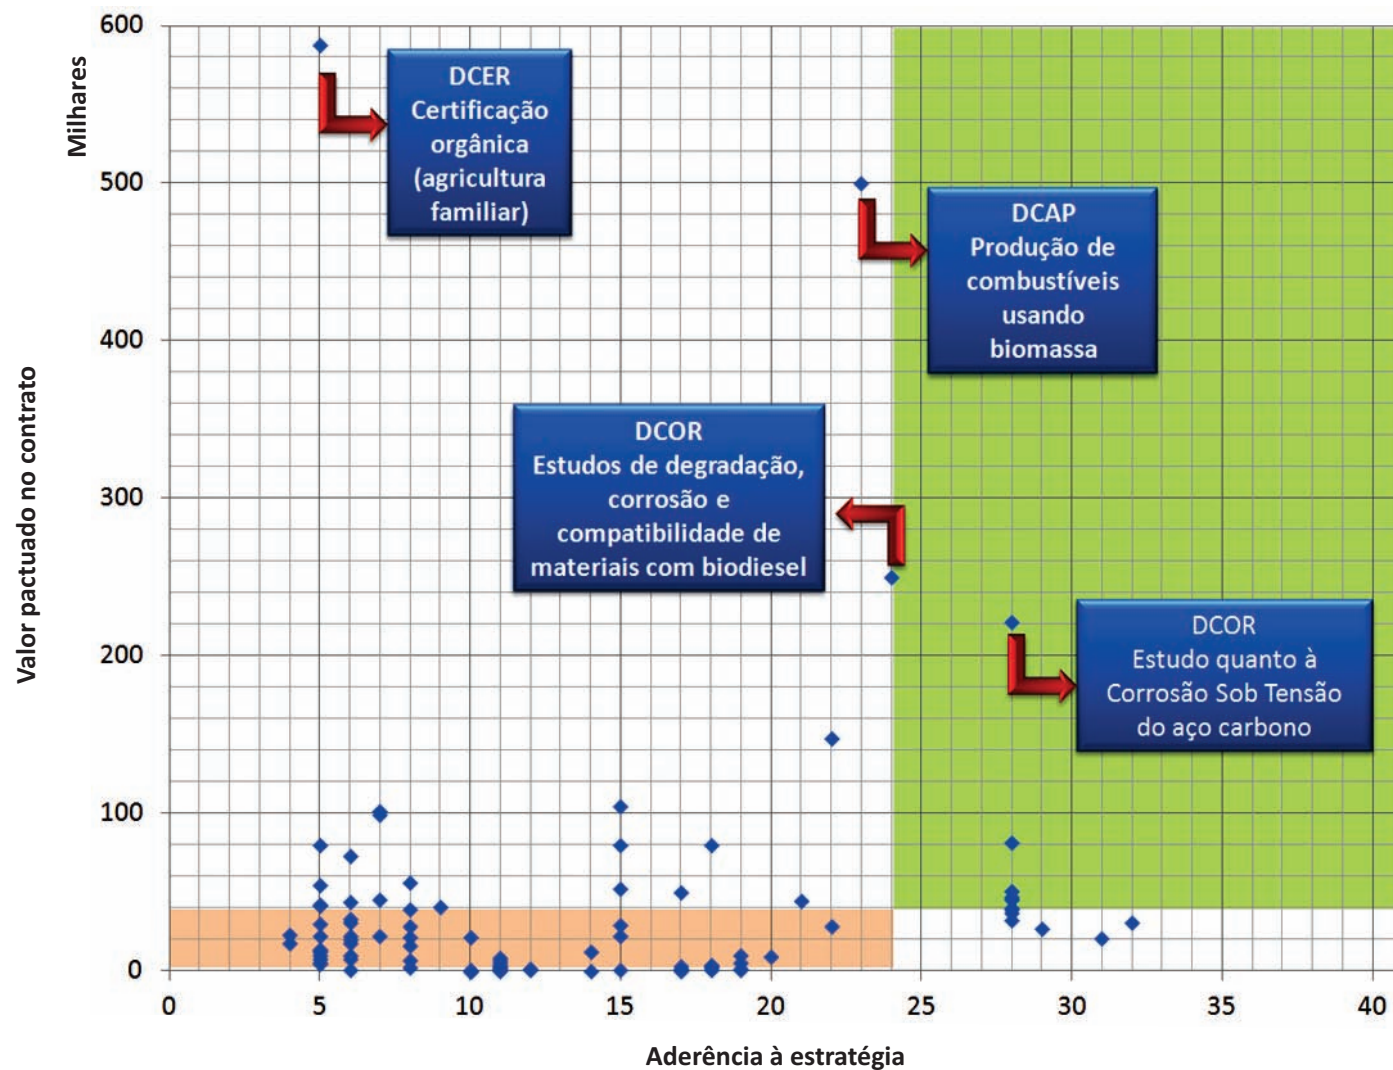 600
Milhares
DCER
Certificação
orgânica
(agricultura
familiar)
500
DCAP
Produção de
combustíveis
usando
biomassa
400
Valor pactuado no contrato
DCOR
Estudos de degradação,
corrosão e
compatibilidade de
materiais com biodiesel
300
DCOR
Estudo quanto à
Corrosão Sob Tensão
do aço carbono
200
100
0
0 5 10 15 20 25 30 35 40
Aderência à estratégia